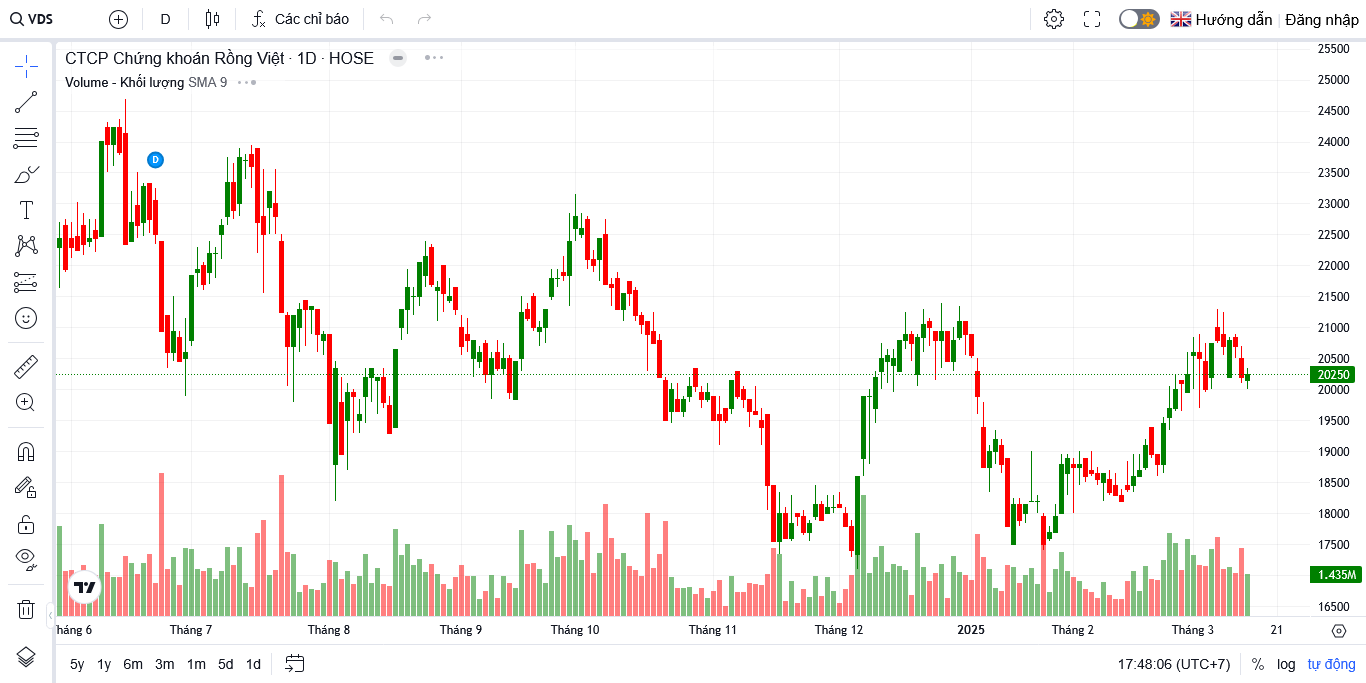 VDS D Các chỉ báo Hướng dẫn Đăng nhập
CTCP Chứng khoán Rồng Việt · 1D · HOSE
Volume - Khối lượng SMA 9
D
25500
25000
24500
24000
23500
23000
22500
22000
21500
21000
20500
20250
20000
19500
19000
18500
18000
17500
1.435M
16500
háng 6 Tháng 7 Tháng 8 Tháng 9 Tháng 10 Tháng 11 Tháng 12 2025 Tháng 2 Tháng 3 21
5y 1y 6m 3m 1m 5d 1d 17:48:06 (UTC+7) % log tự động